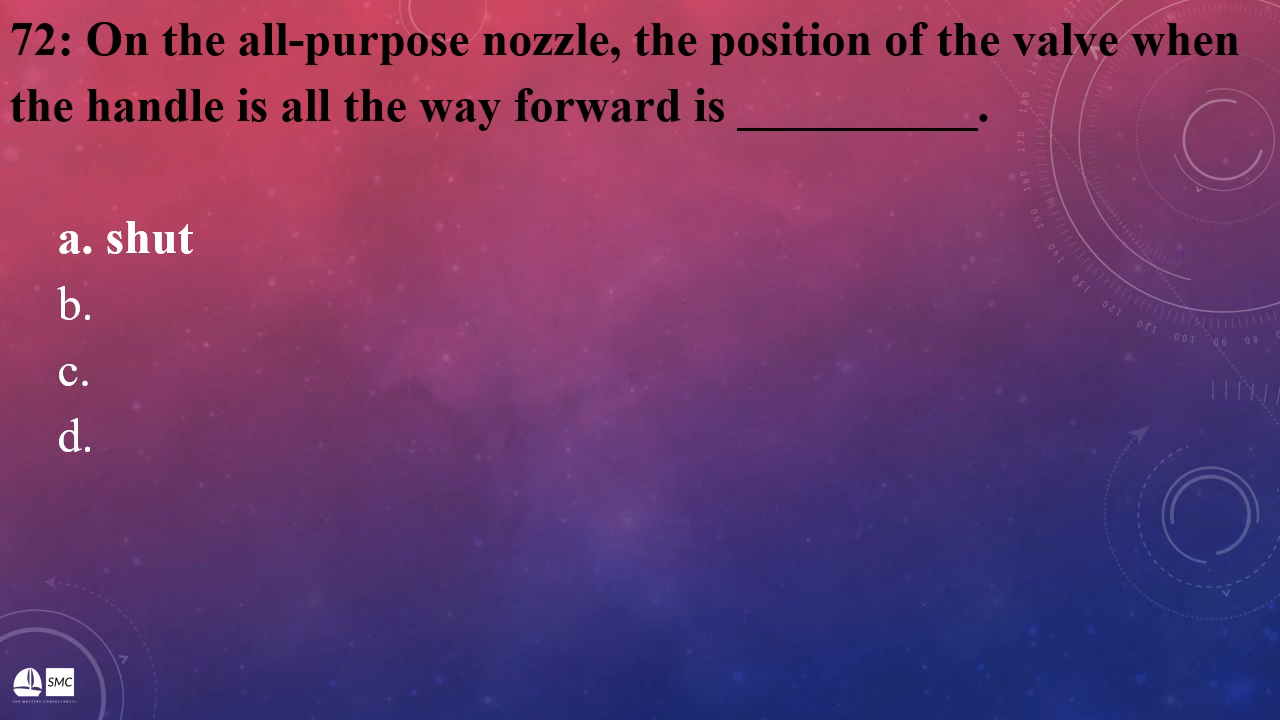 72: On the all-purpose nozzle, the position of the valve when
the handle is all the way forward is __________.
a. shut
b.
c.
d.
SMC